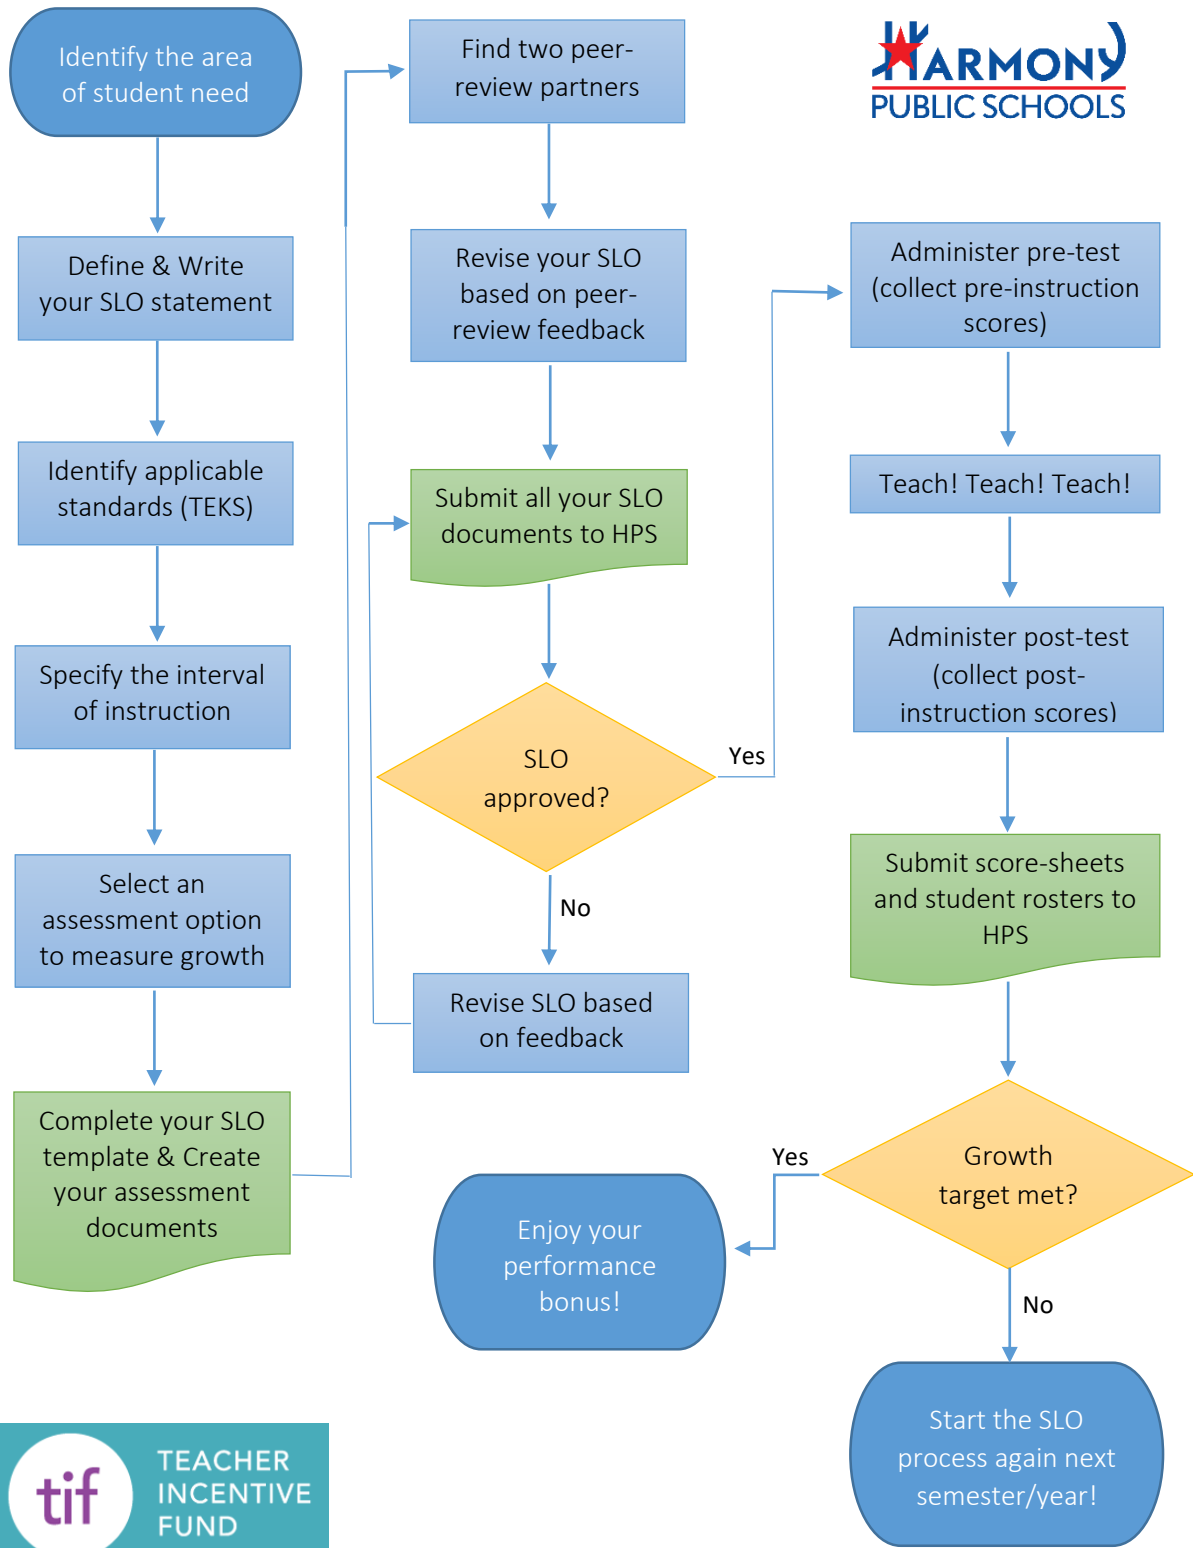 Identify the area
of student need
Define & Write
your SLO statement
Identify applicable
standards (TEKS)
Specify the interval
of instruction
Select an
assessment option
to measure growth
Complete your SLO
template & Create
your assessment
documents
Find two peer-
review partners
Revise your SLO
based on peer-
review feedback
Submit all your SLO
documents to HPS
SLO
approved?
Yes
No
Revise SLO based
on feedback
HARMONY
PUBLIC SCHOOLS
Administer pre-test
(collect pre-instruction
scores)
Teach! Teach! Teach!
Administer post-test
(collect post-
instruction scores)
Submit score-sheets
and student rosters to
HPS
Growth
target met?
Yes
No
Enjoy your
performance
bonus!
Start the SLO
process again next
semester/year!
tif
TEACHER
INCENTIVE
FUND